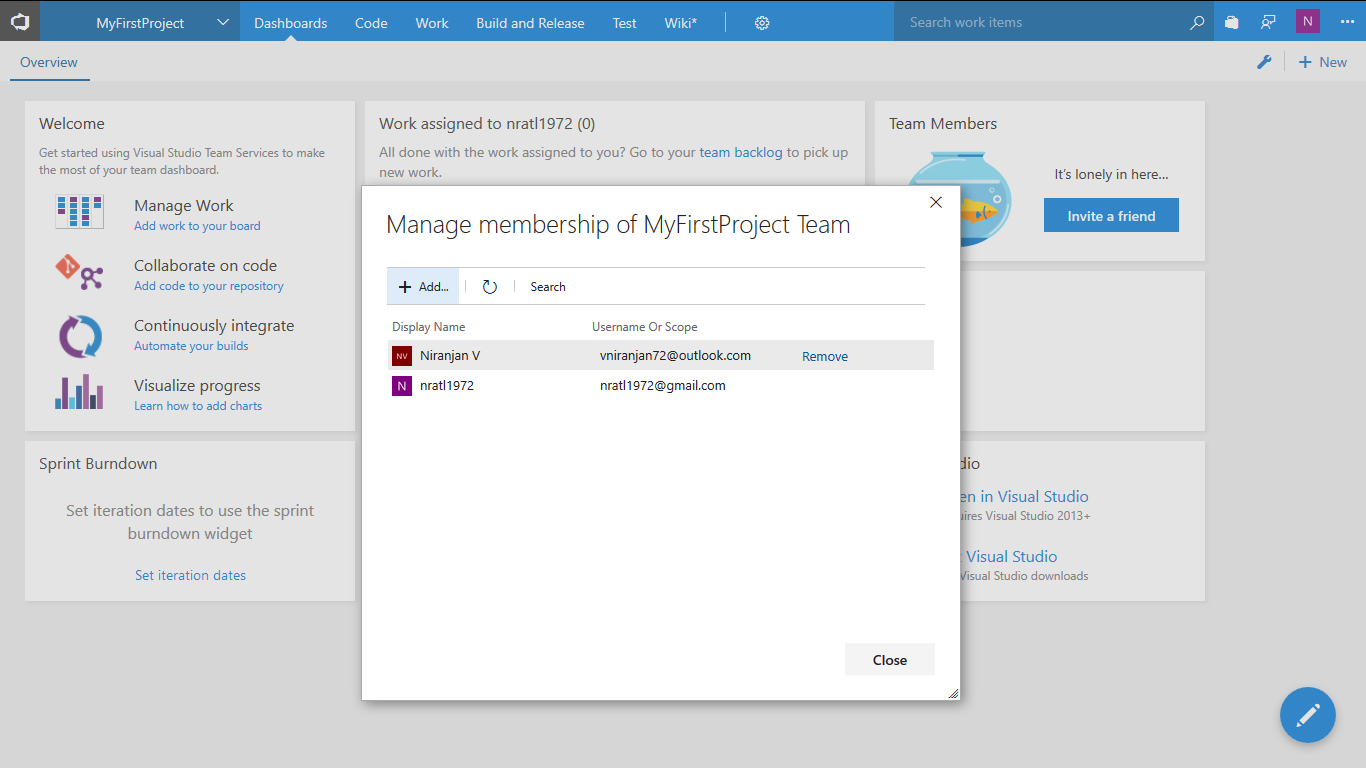 MyFirstProject Dashboards Code Work Build and Release Test Wiki* Search work items N
Overview New
Welcome
Get started using Visual Studio Team Services to make
the most of your team dashboard.
Manage Work
Add work to your board
Collaborate on code
Add code to your repository
Continuously integrate
Automate your builds
Visualize progress
Learn how to add charts
Work assigned to nratl1972 (0)
All done with the work assigned to you? Go to your team backlog to pick up
new work.
Team Members
It's lonely in here...
Invite a friend
Manage membership of MyFirstProject Team
Add... Search
Display Name Username Or Scope
NV Niranjan V vniranjan72@outlook.com Remove
N nratl1972 nratl1972@gmail.com
Close
Sprint Burndown
Set iteration dates to use the sprint
burndown widget
Set iteration dates
dio
en in Visual Studio
uires Visual Studio 2013+
Visual Studio
Visual Studio downloads